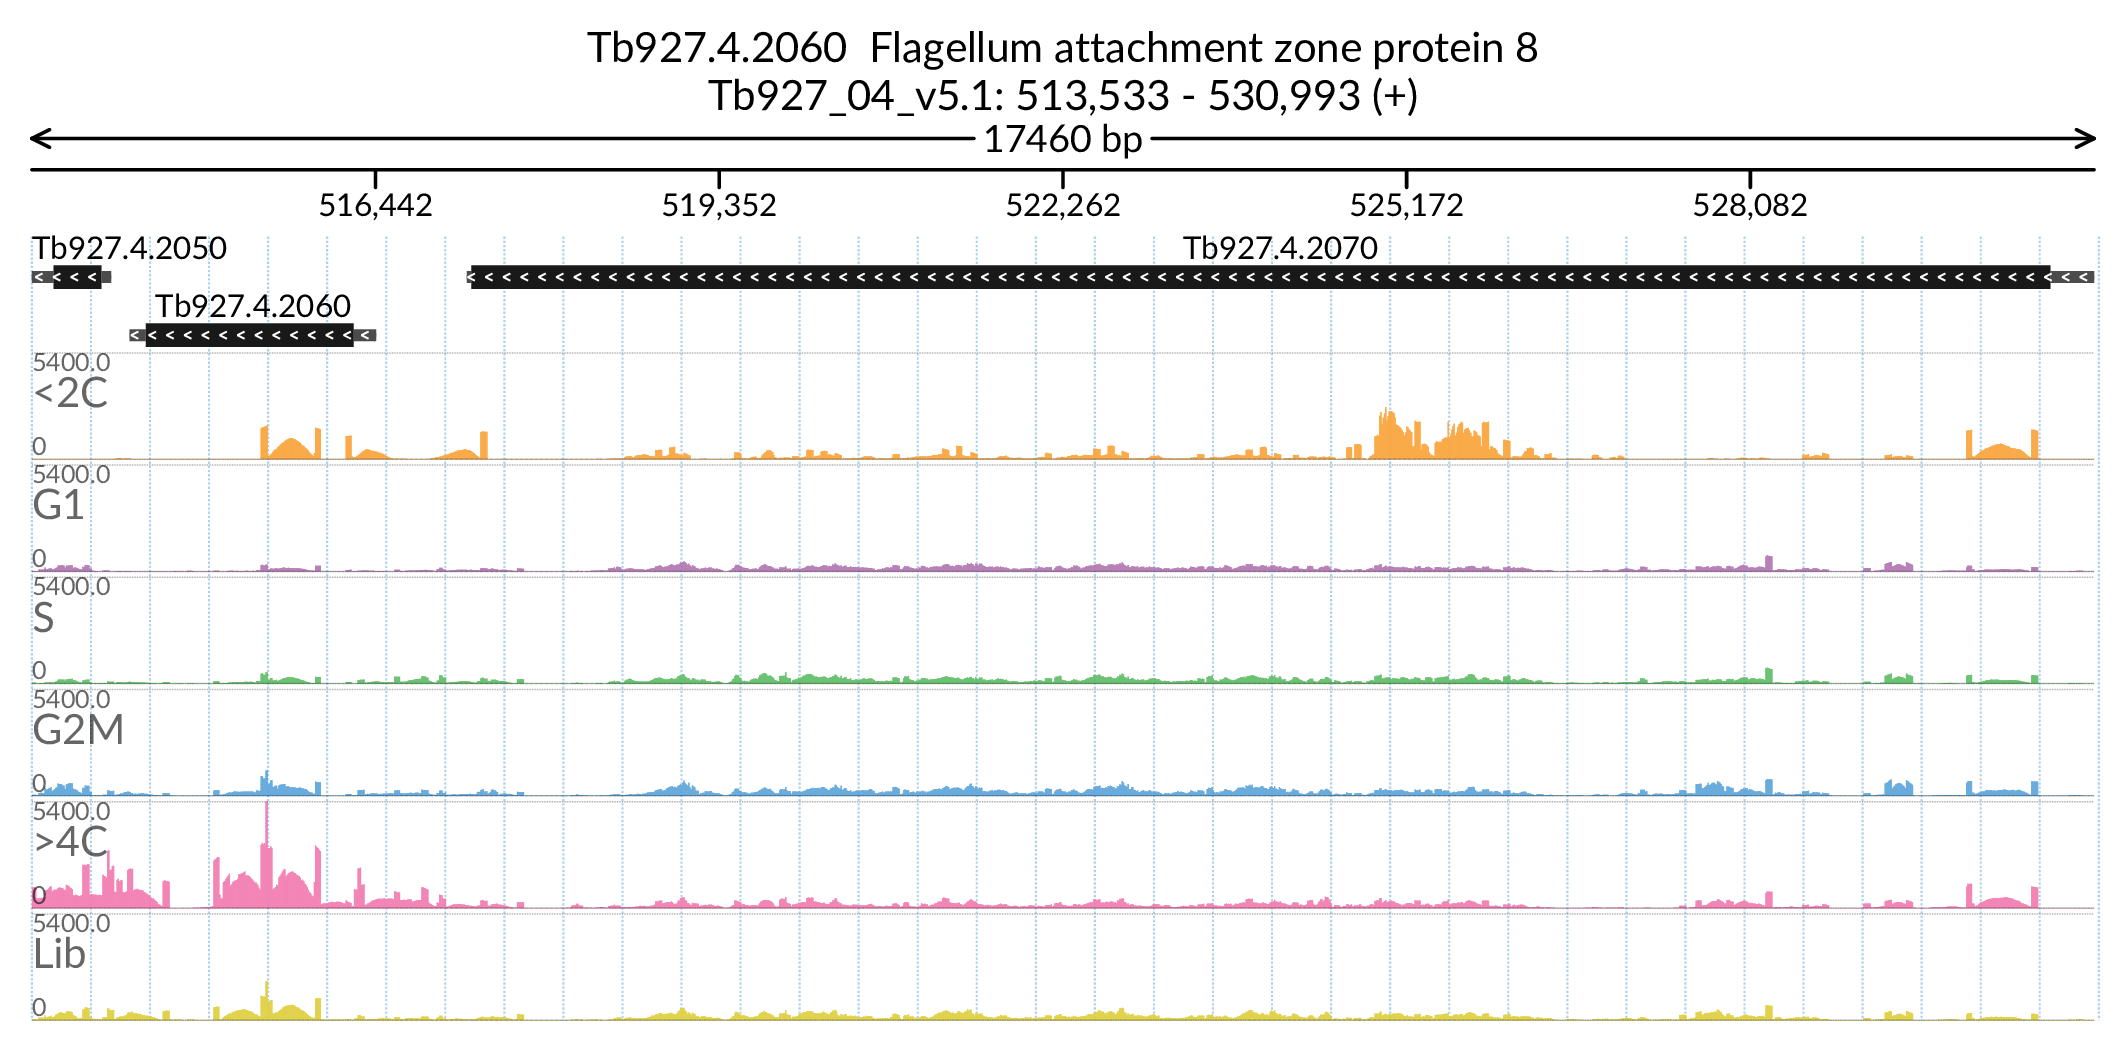 Tb927.4.2060 Flagellum attachment zone protein 8
Tb927_04_v5.1: 513,533 - 530,993 (+)
17460 bp
516,442 519,352 522,262 525,172 528,082
Tb927.4.2050 Tb927.4.2070
Tb927.4.2060
5400.0
<2C
0
5400.0
G1
0
5400.0
S
0
5400.0
G2M
0
5400.0
>4C
0
5400.0
Lib
0